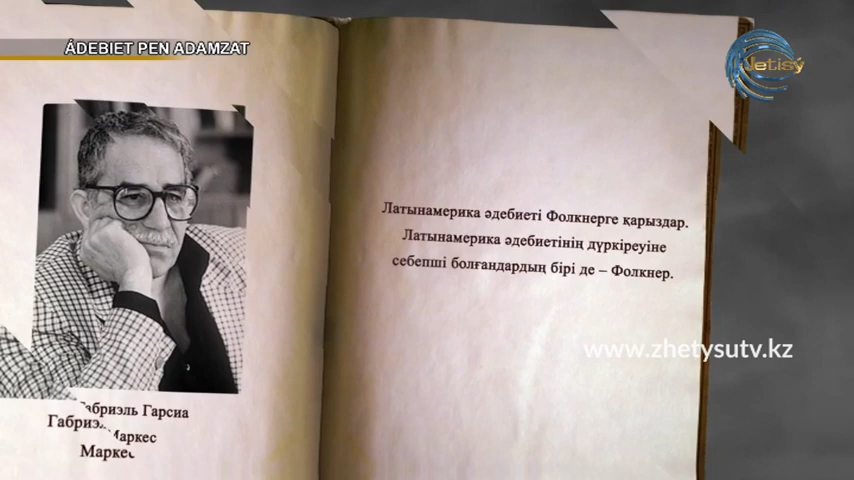 ÁDEBIET PEN ADAMZAT
Jetisý
Габриэль Гарсиа
Маркес
Маркес
Латынамерика әдебиеті Фолкнерге қарыздар.
Латынамерика әдебиетінің дүркіреуіне
себепші болғандардың бірі де – Фолкнер.
www.zhetysutv.kz